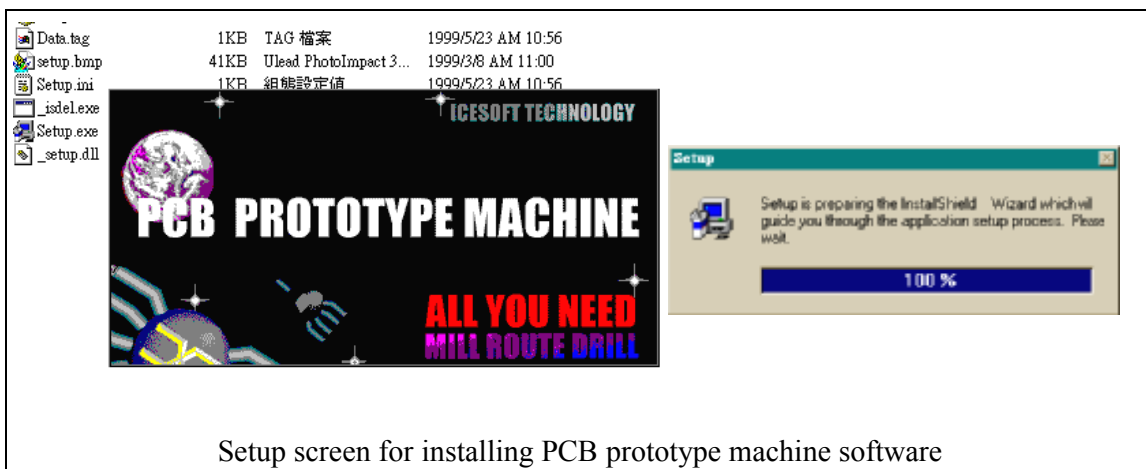 Data.tag 1KB TAG 檔案 1999/5/23 AM 10:56
setup.bmp 41KB Ulead PhotoImpact 3... 1999/3/8 AM 11:00
Setup.ini 1KB 組態設定值 1999/5/23 AM 10:56
_isdel.exe
Setup.exe
_setup.dll
ICESOFT TECHNOLOGY
PCB PROTOTYPE MACHINE
ALL YOU NEED
MILL ROUTE DRILL
Setup
Setup is preparing the InstallShield Wizard which will
guide you through the application setup process. Please
wait.
100 %
Setup screen for installing PCB prototype machine software